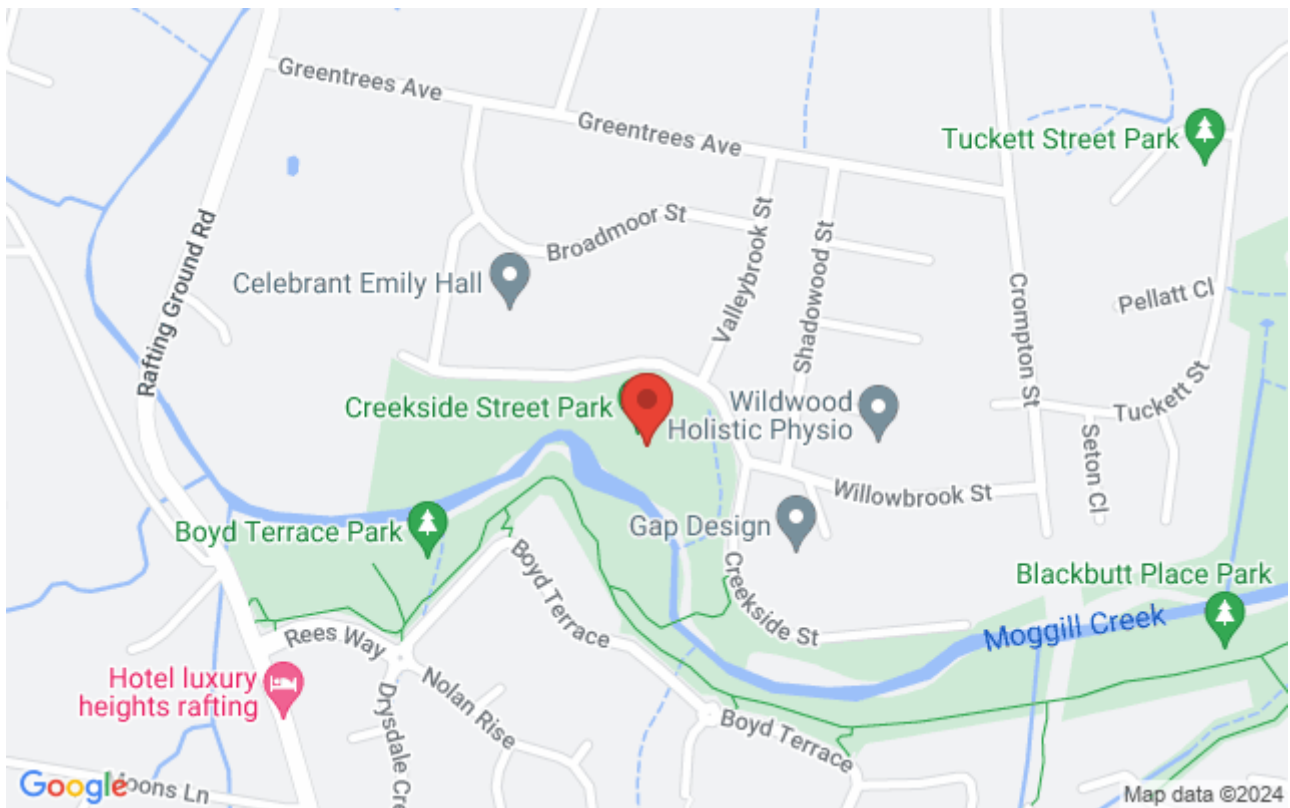 Greentrees Ave
Greentrees Ave
Tuckett Street Park
Rafting Ground Rd
Broadmoor St
Valleybrook St
Shadowood St
Crompton St
Celebrant Emily Hall
Pellatt Cl
Tuckett St
Creekside Street Park
Wildwood
Holistic Physio
Seton Cl
Willowbrook St
Boyd Terrace Park
Gap Design
Boyd Terrace
Creekside St
Blackbutt Place Park
Moggill Creek
Rees Way
Hotel luxury
heights rafting
Nolan Rise
Drysdale Cre
Boyd Terrace
Google
Moons Ln
Map data ©2024